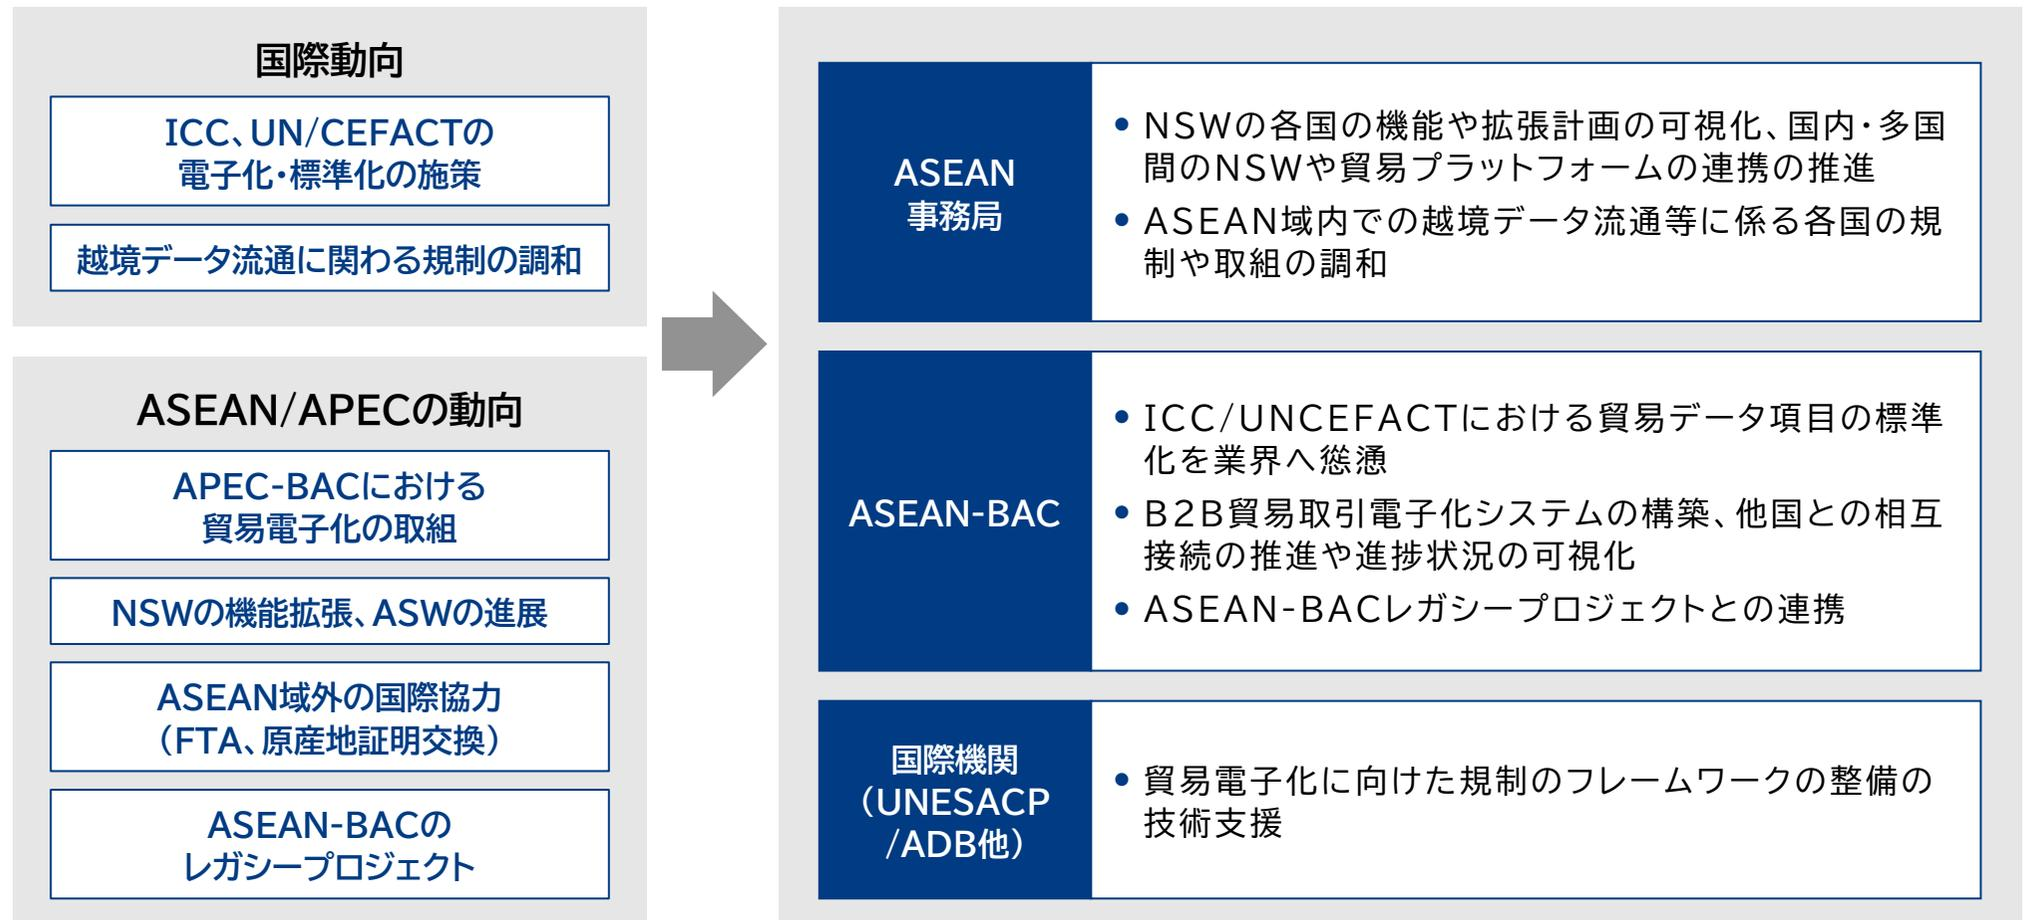 国際動向
ICC、UN/CEFACTの
電子化・標準化の施策
越境データ流通に関わる規制の調和
ASEAN/APECの動向
APEC-BACにおける
貿易電子化の取組
NSWの機能拡張、ASWの進展
ASEAN域外の国際協力
（FTA、原産地証明交換）
ASEAN-BACの
レガシープロジェクト
ASEAN
事務局
• NSWの各国の機能や拡張計画の可視化、国内・多国
間のNSWや貿易プラットフォームの連携の推進
• ASEAN域内での越境データ流通等に係る各国の規
制や取組の調和
ASEAN-BAC
• ICC/UNCEFACTにおける貿易データ項目の標準
化を業界へ慫慂
• B2B貿易取引電子化システムの構築、他国との相互
接続の推進や進捗状況の可視化
• ASEAN-BACレガシープロジェクトとの連携
国際機関
（UNESACP
/ADB他）
• 貿易電子化に向けた規制のフレームワークの整備の
技術支援